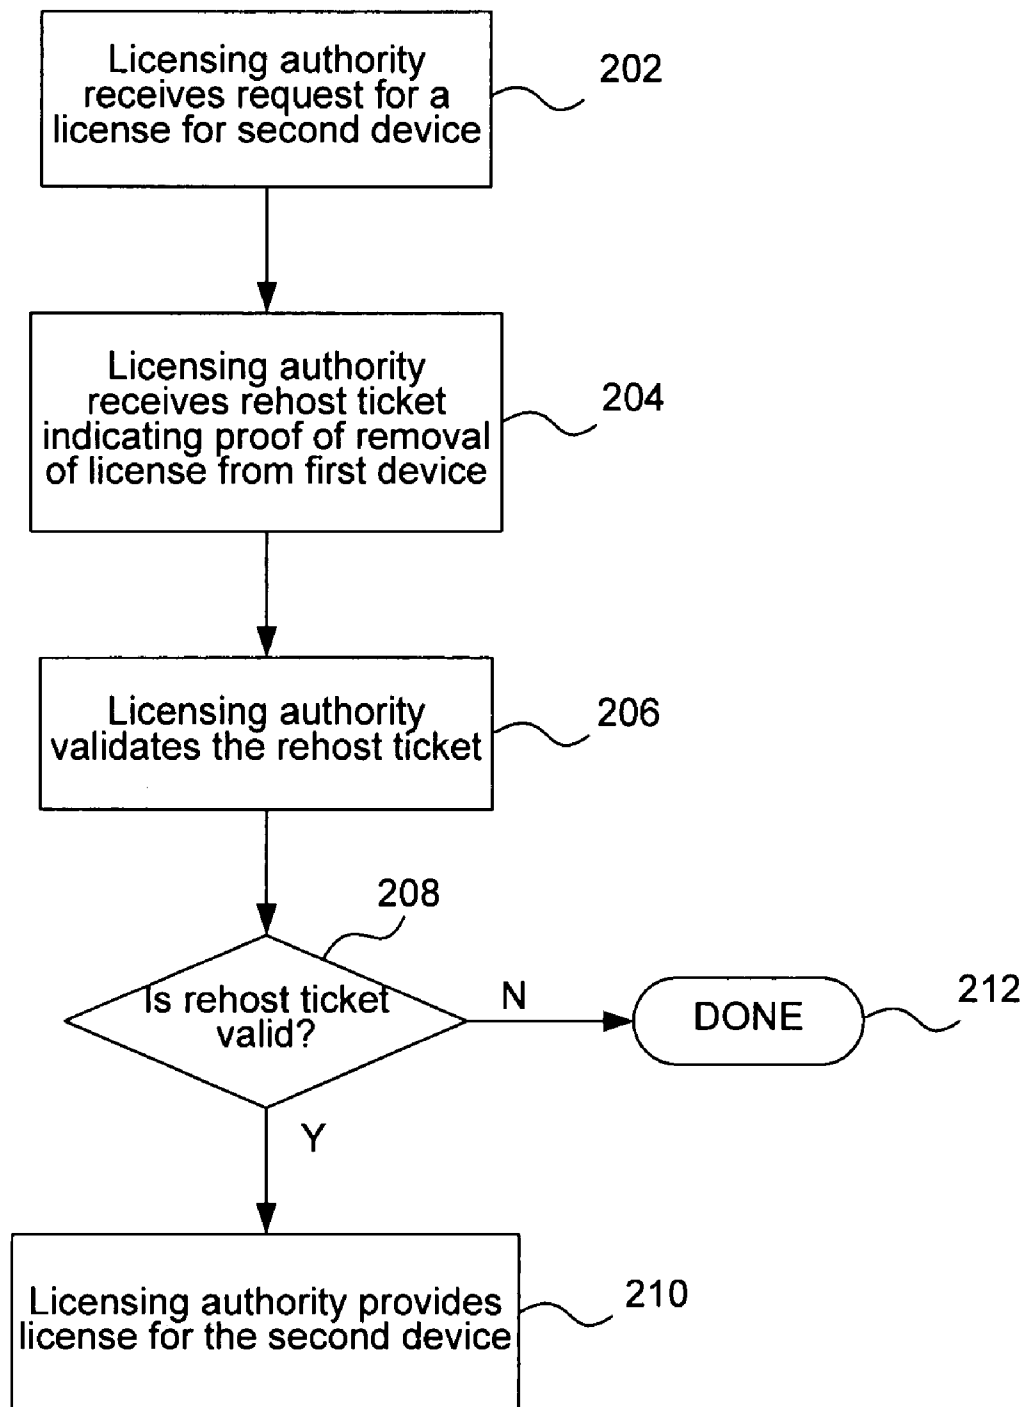 Licensing authority
receives request for a
license for second device
202
Licensing authority
receives rehost ticket
indicating proof of removal
of license from first device
204
Licensing authority
validates the rehost ticket
206
208
Is rehost ticket
valid?
N
DONE
212
Y
Licensing authority provides
license for the second device
210